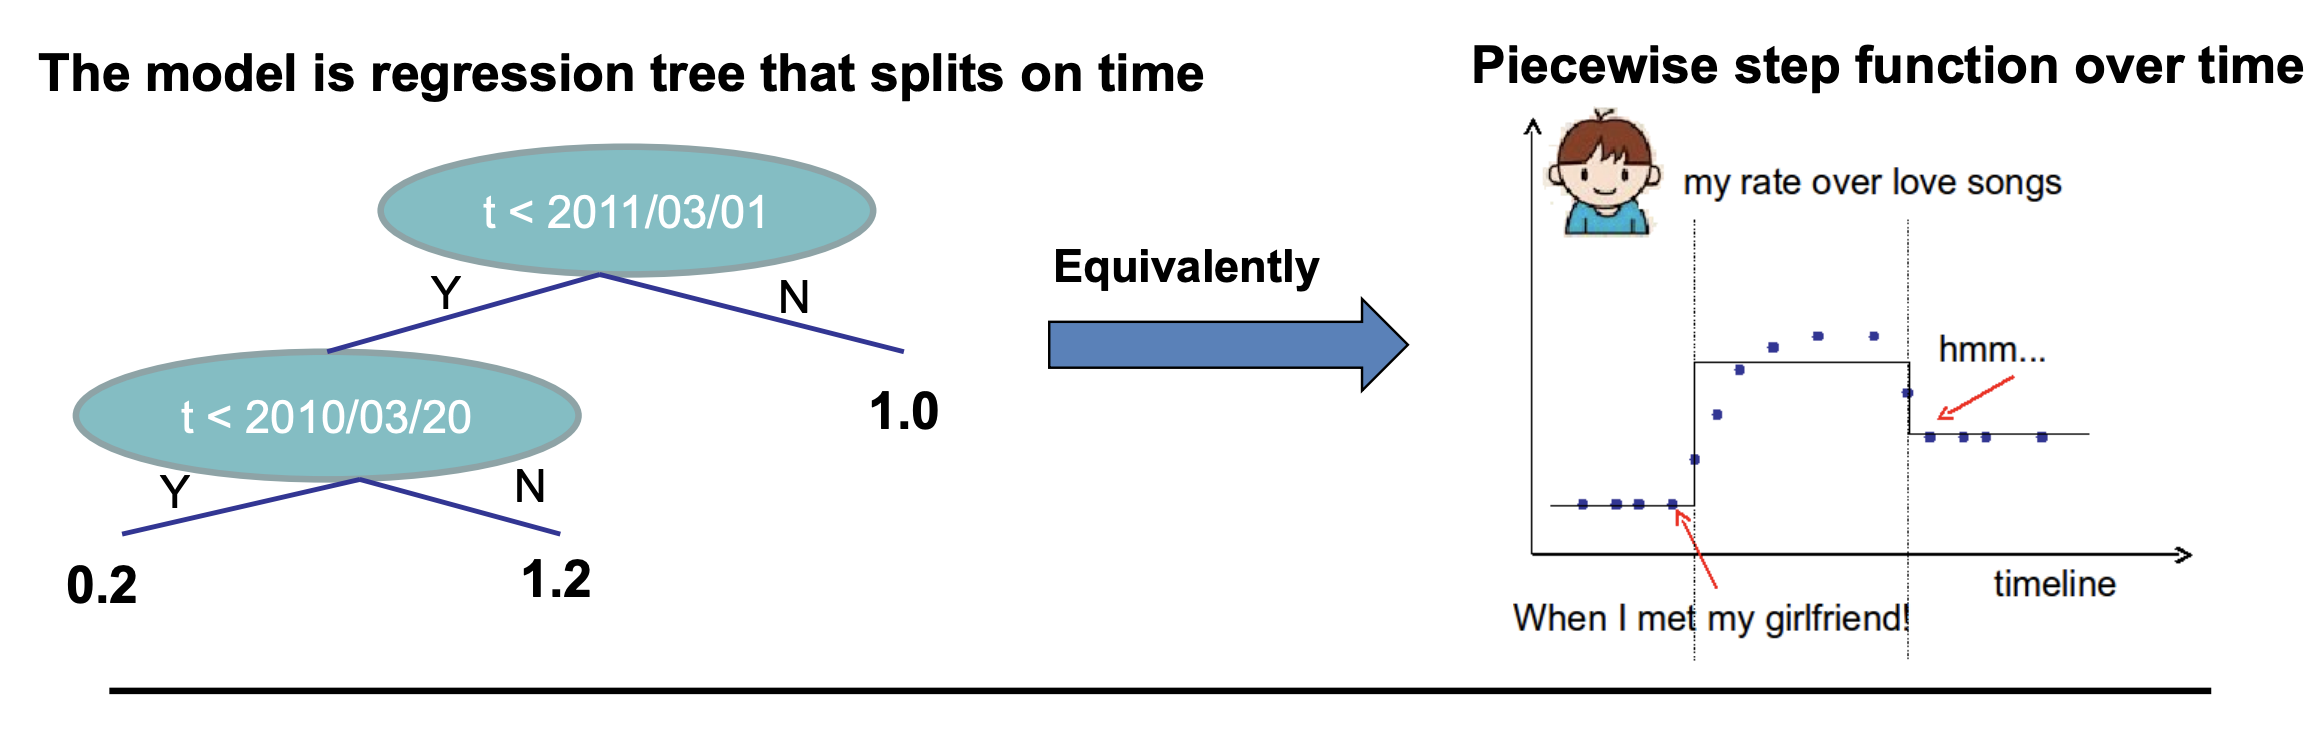 The model is regression tree that splits on time
t < 2011/03/01
Y
N
t < 2010/03/20
1.0
Y
N
0.2
1.2
Equivalently
Piecewise step function over time
my rate over love songs
hmm...
timeline
When I met my girlfriend!